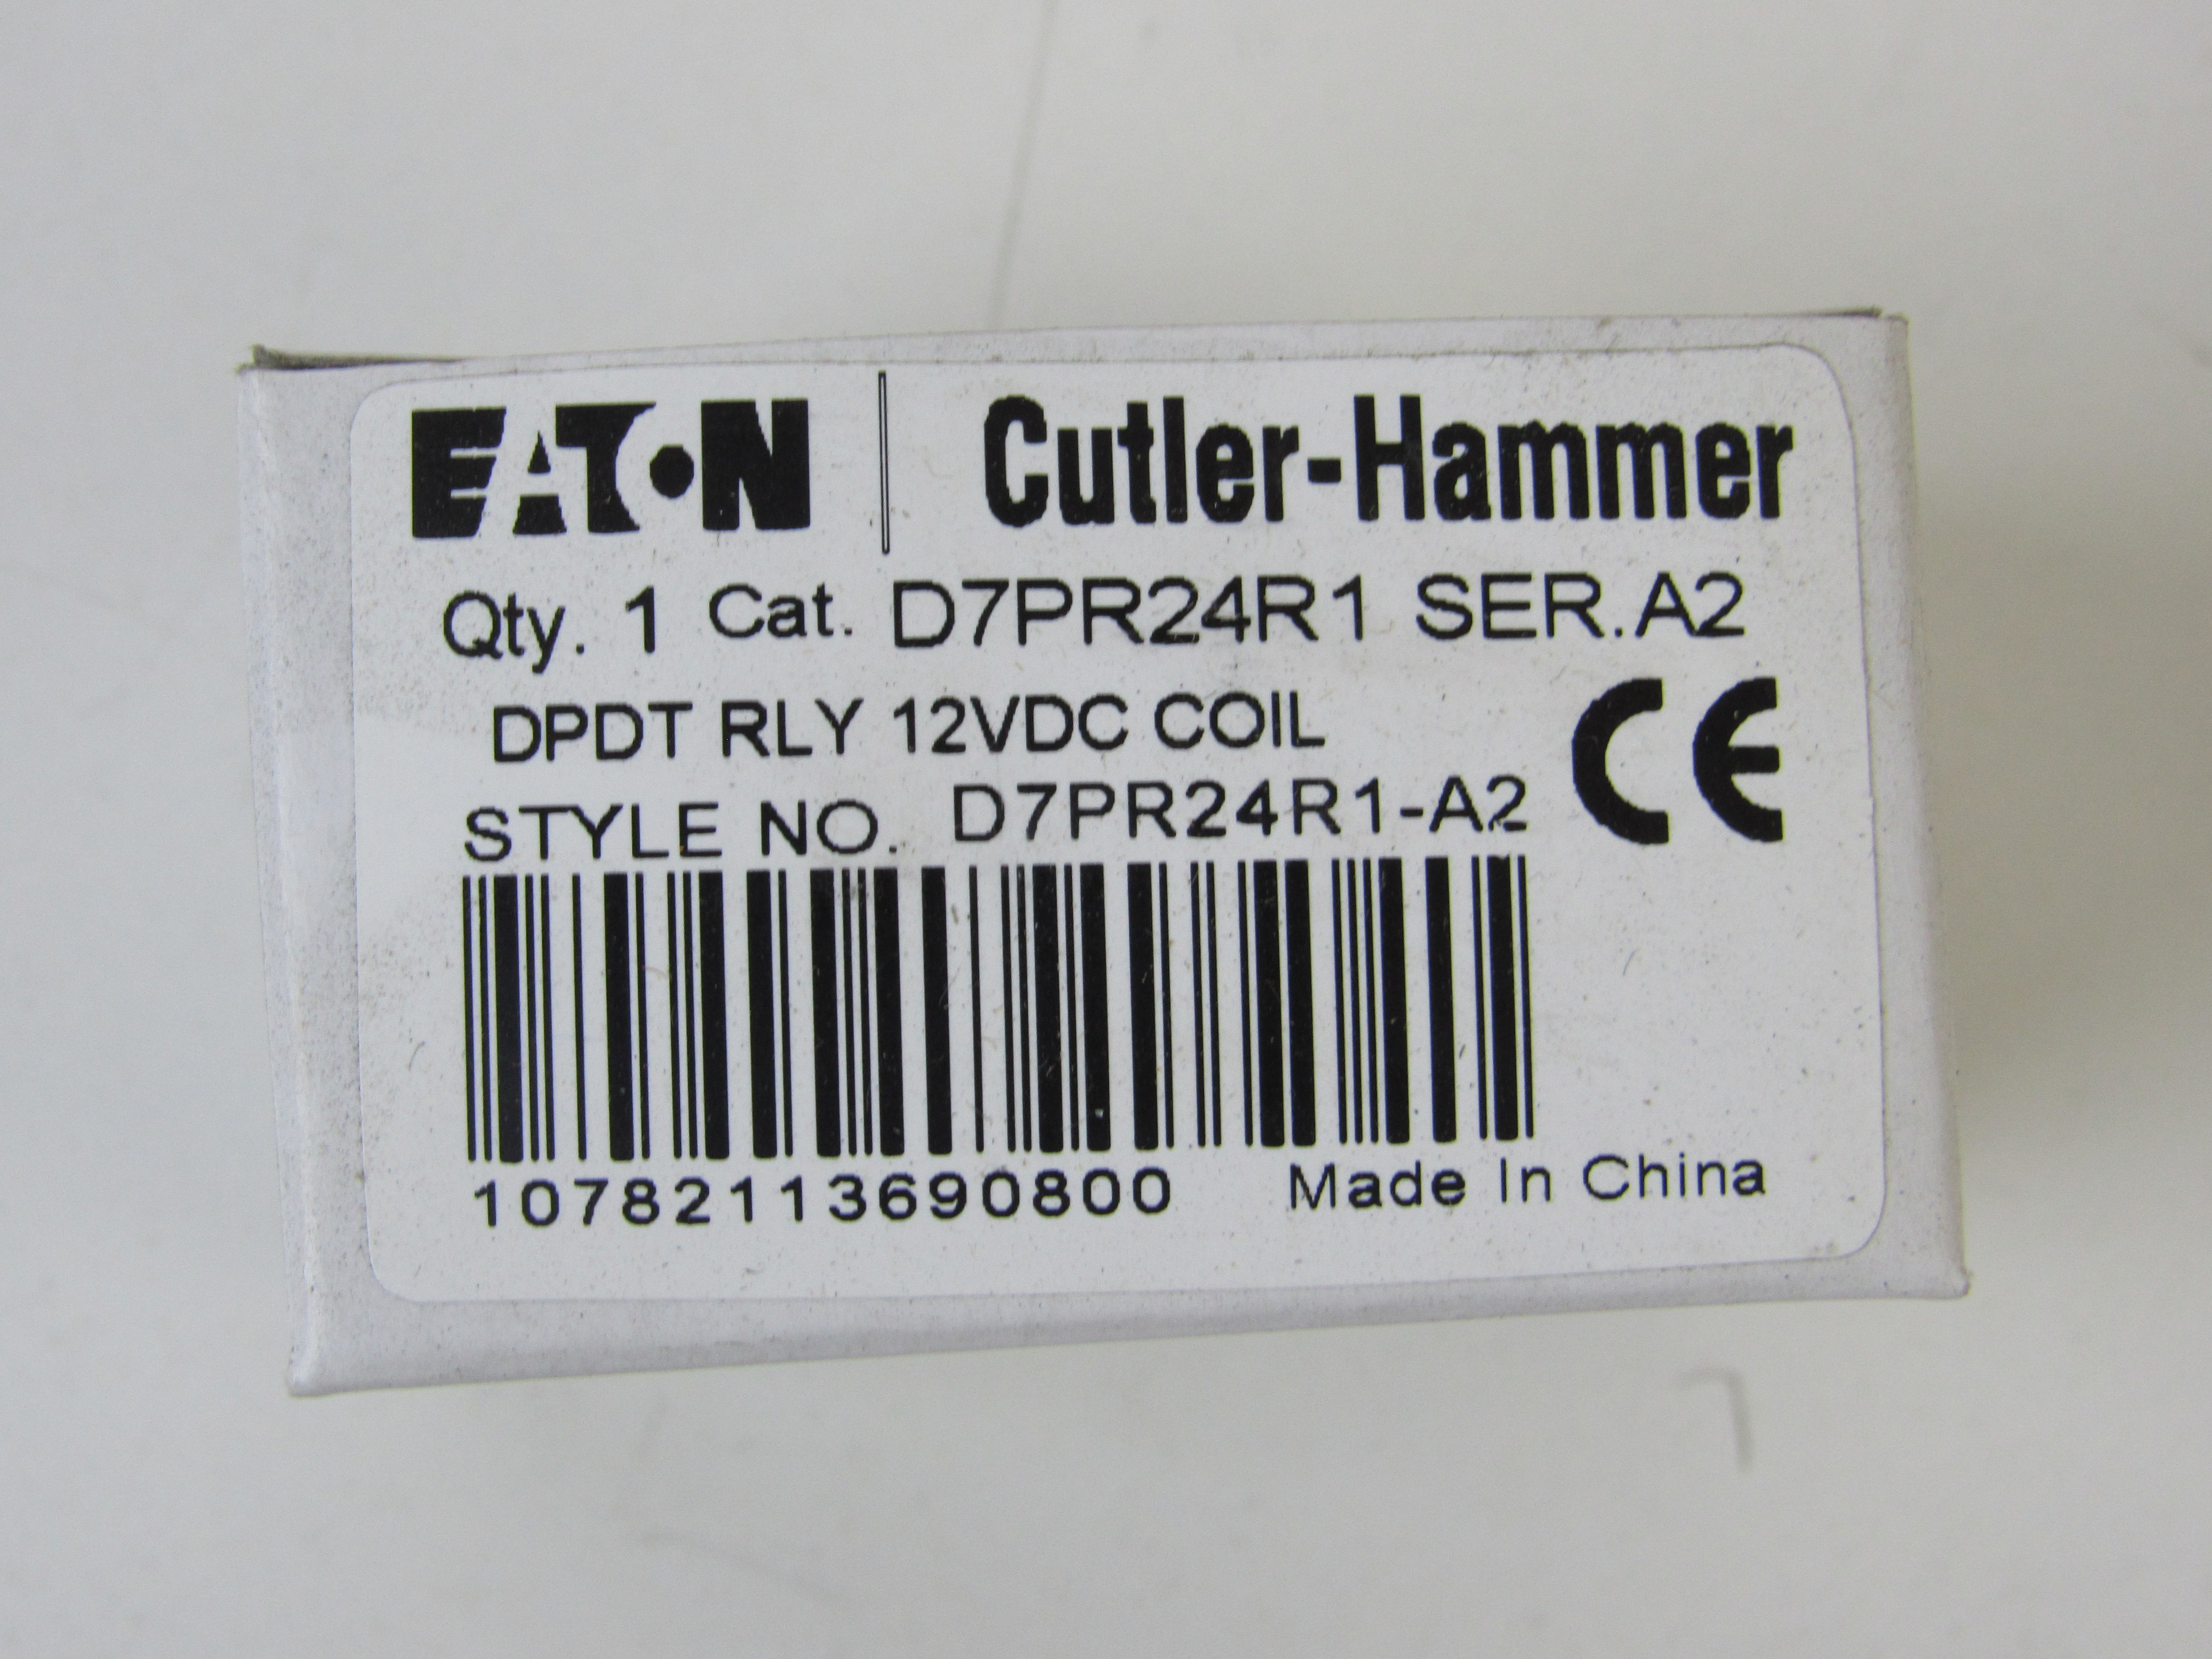 EATON Cutler-Hammer
Qty. 1 Cat. D7PR24R1 SER.A2
DPDT RLY 12VDC COIL
CE
STYLE NO. D7PR24R1-A2
10782113690800 Made In China